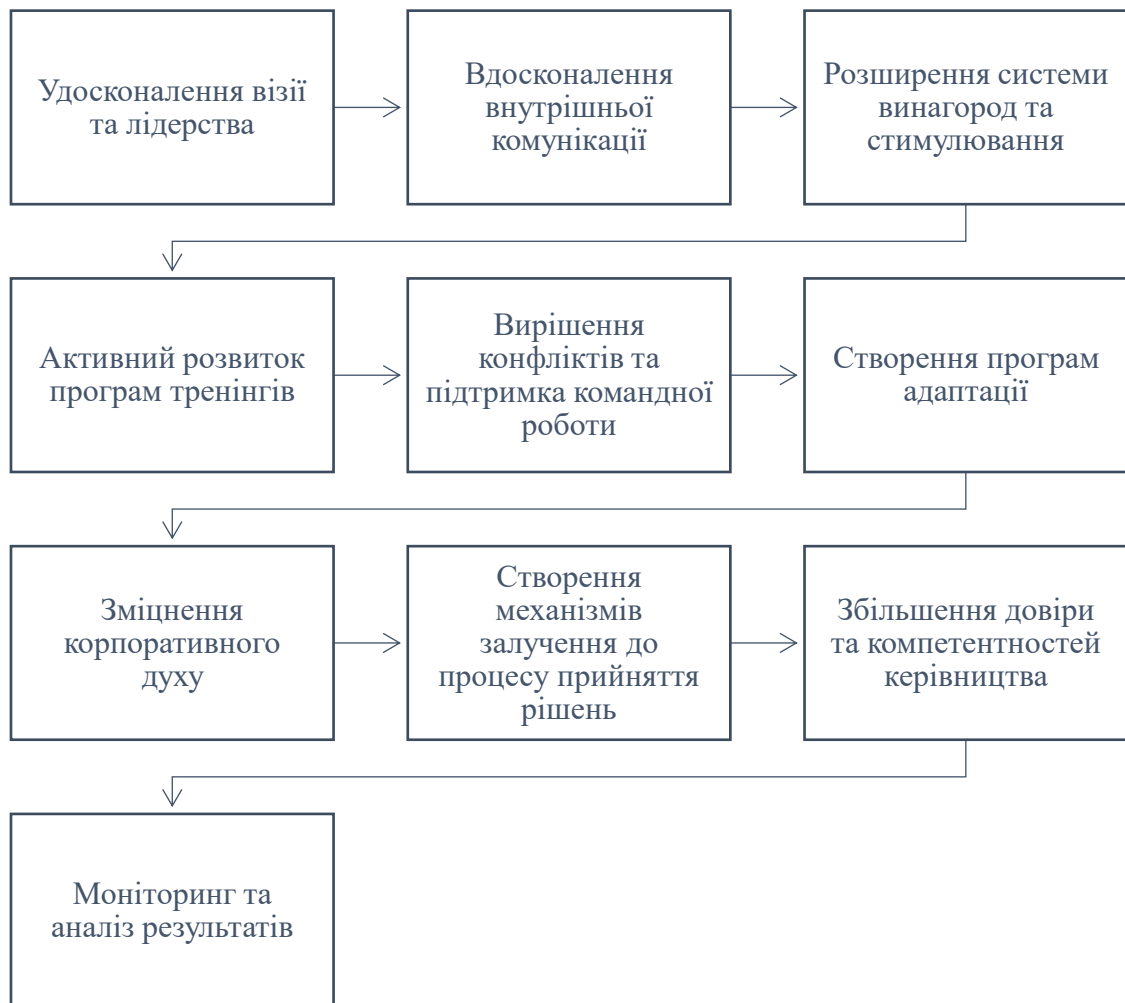 Удосконалення візії
та лідерства
Вдосконалення
внутрішньої
комунікації
Розширення системи
винагород та
стимулювання
Активний розвиток
програм тренінгів
Вирішення
конфліктів та
підтримка командної
роботи
Створення програм
адаптації
Зміцнення
корпоративного
духу
Створення
механізмів
залучення до
процесу прийняття
рішень
Збільшення довіри
та компетентностей
керівництва
Моніторинг та
аналіз результатів